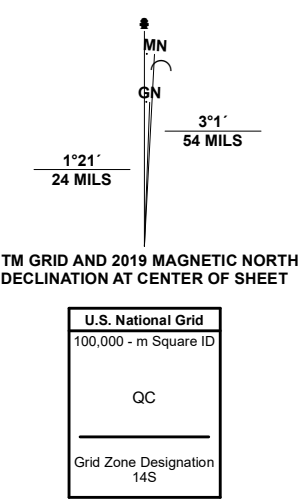 MN
GN
3°1´
54 MILS
1°21´
24 MILS
TM GRID AND 2019 MAGNETIC NORTH
DECLINATION AT CENTER OF SHEET
U.S. National Grid
100,000 - m Square ID
QC
Grid Zone Designation
14S